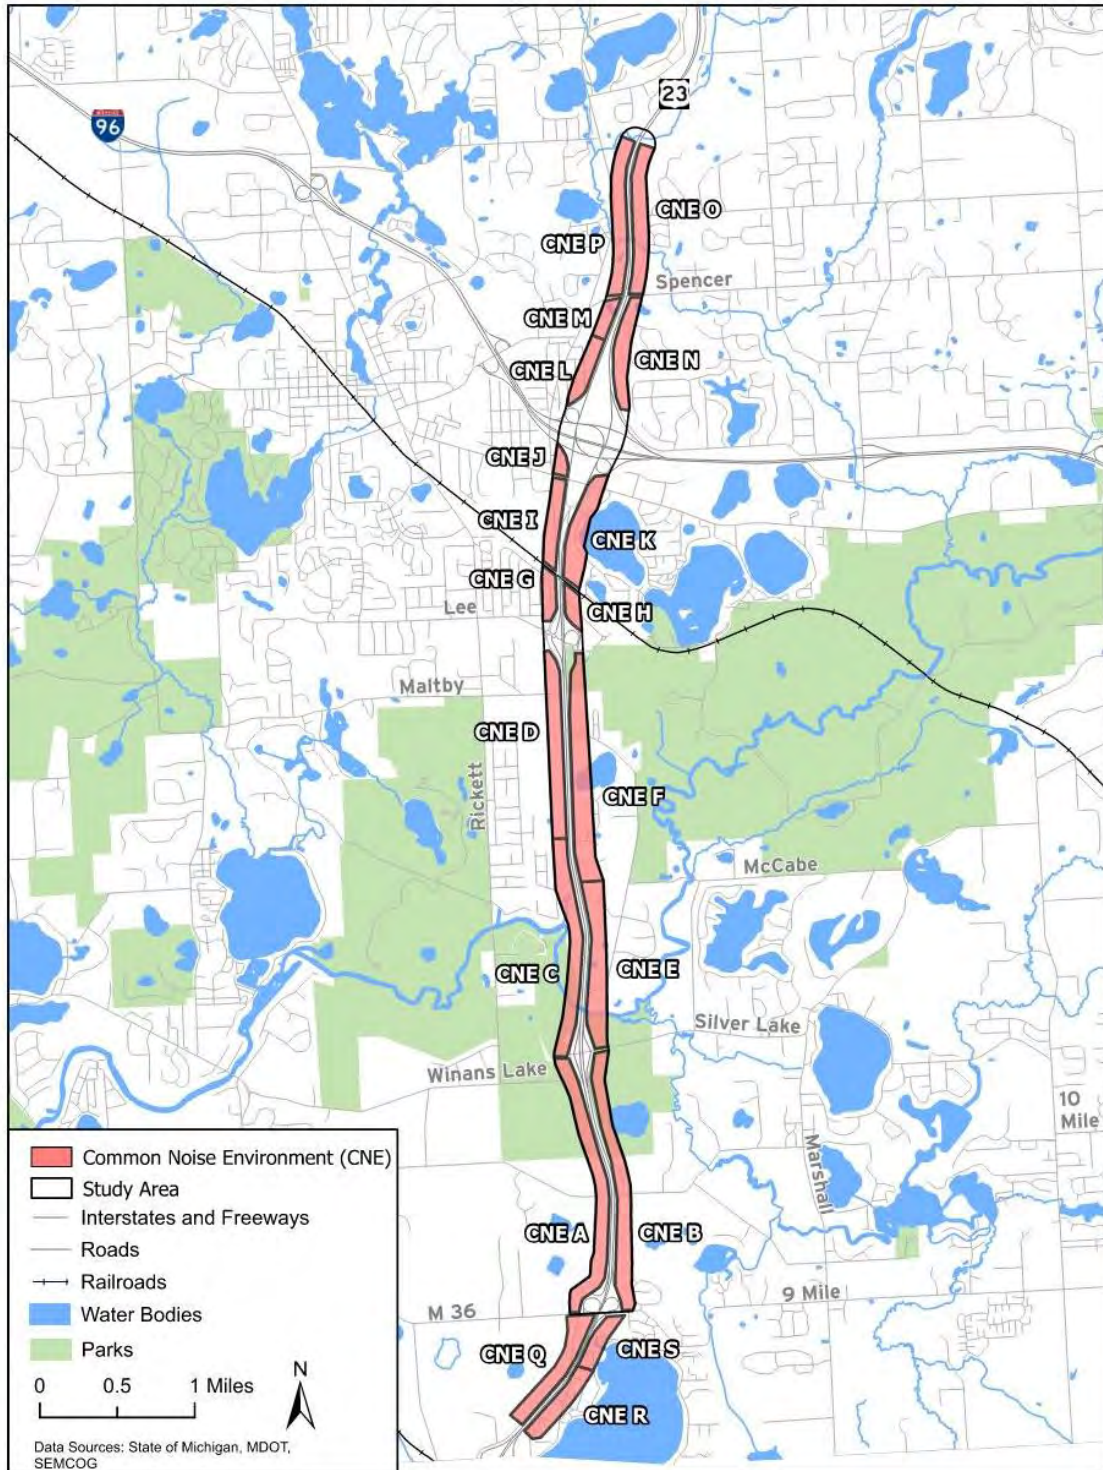 23
INTERSTATE
96
CNE O
CNE P
Spencer
CNE M
CNE N
CNE L
CNE J
CNE I
CNE K
CNE G
Lee
CNE H
Maltby
CNE D
Rickett
CNE F
McCabe
CNE C
CNE E
Silver Lake
Winans Lake
10
Mile
Marshall
CNE A
CNE B
9 Mile
M 36
CNE Q
CNE S
CNE R
Common Noise Environment (CNE)
Study Area
Interstates and Freeways
Roads
Railroads
Water Bodies
Parks
N
0 0.5 1 Miles
Data Sources: State of Michigan, MDOT,
SEMCOG